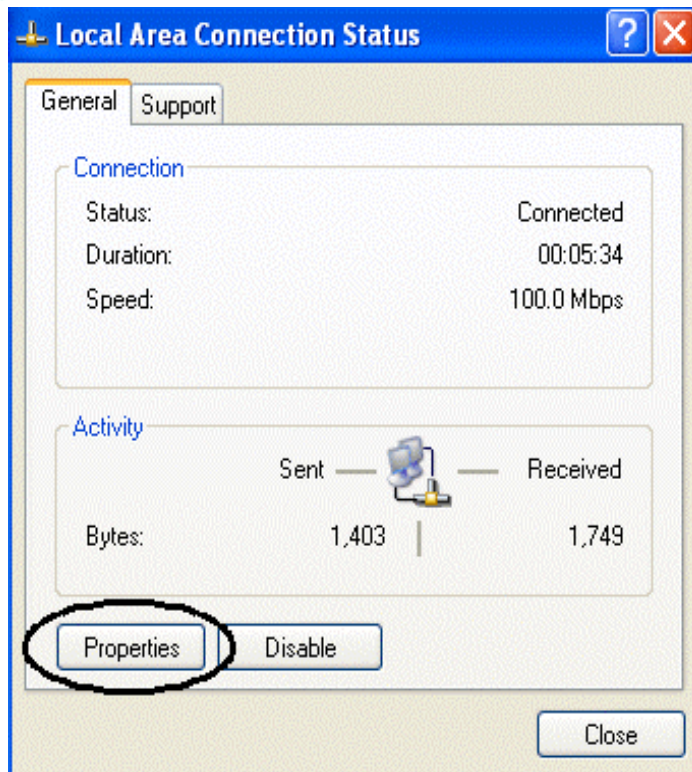 Local Area Connection Status
General Support
Connection
Status: Connected
Duration: 00:05:34
Speed: 100.0 Mbps
Activity
Sent Received
Bytes: 1,403 1,749
Properties Disable
Close